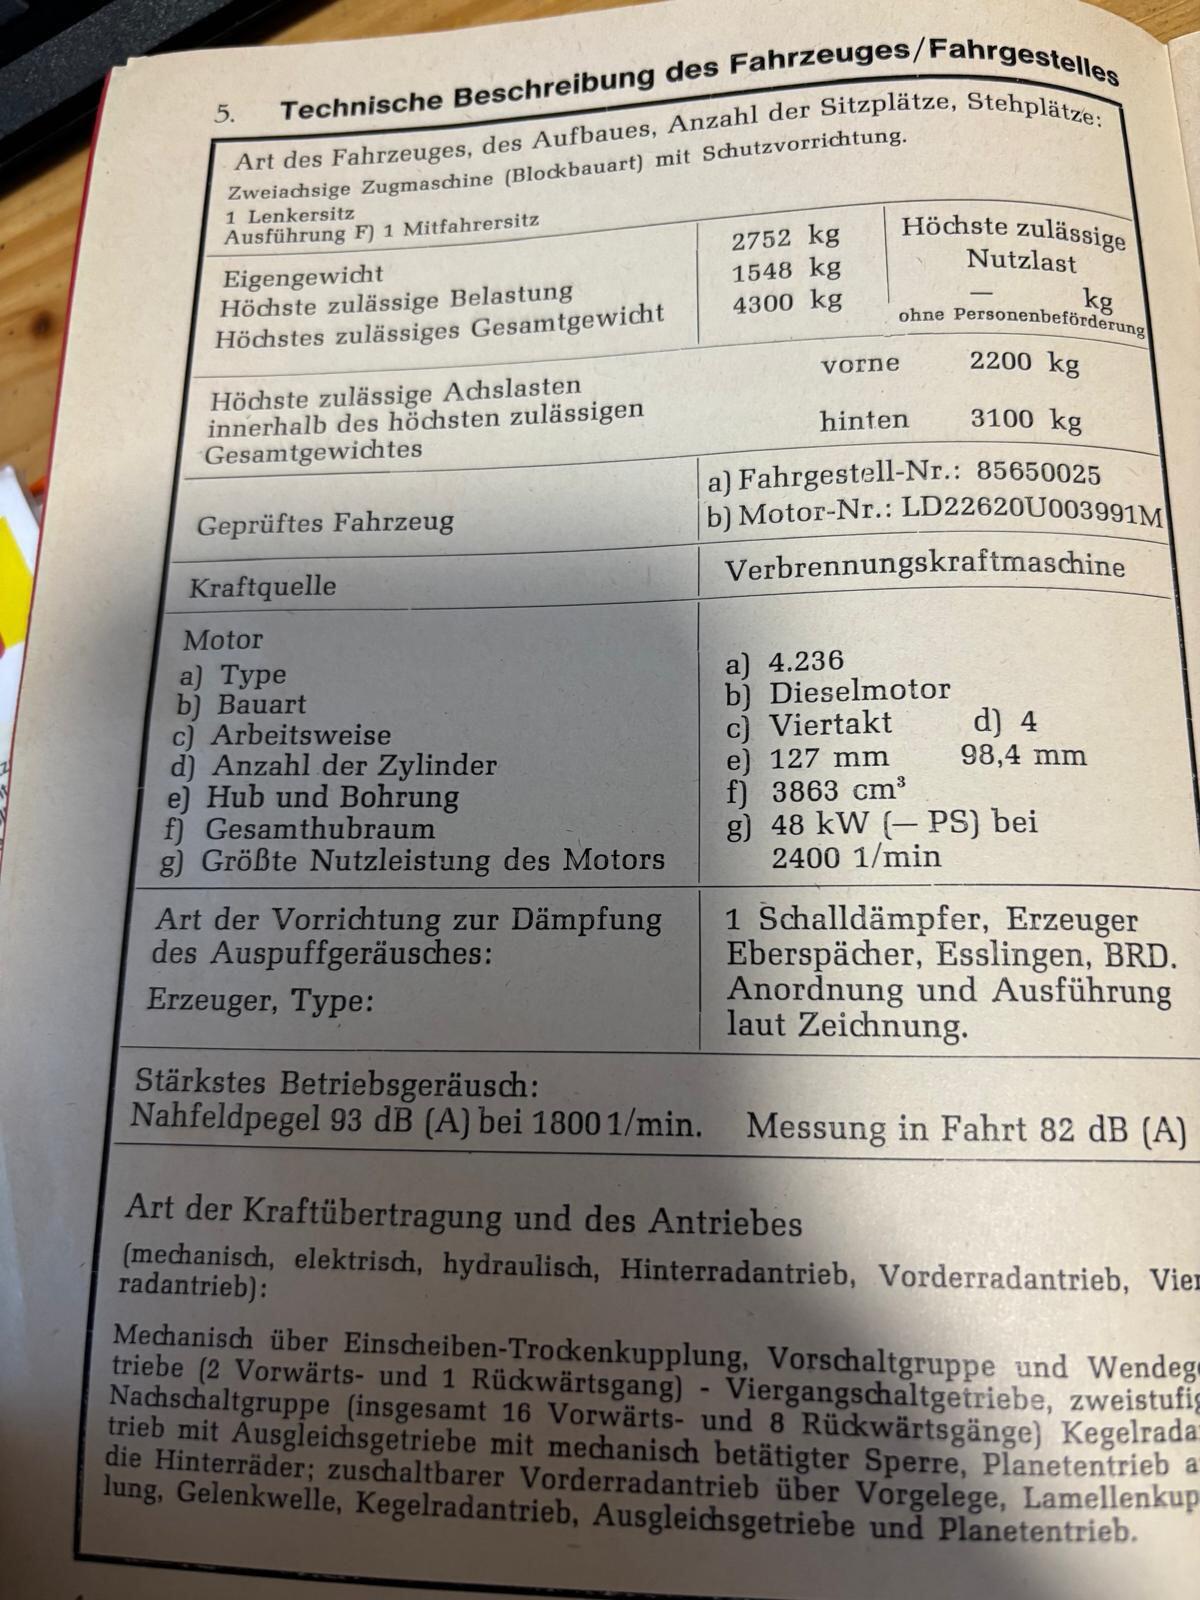 5. Technische Beschreibung des Fahrzeuges/Fahrgestelles
Art des Fahrzeuges, des Aufbaues, Anzahl der Sitzplätze, Stehplätze:
Zweiachsige Zugmaschine (Blockbauart) mit Schutzvorrichtung.
1 Lenkersitz
Ausführung F) 1 Mitfahrersitz
Eigengewicht 2752 kg
Höchste zulässige Belastung 1548 kg
Höchstes zulässiges Gesamtgewicht 4300 kg
Höchste zulässige
Nutzlast
— kg
ohne Personenbeförderung
Höchste zulässige Achslasten
innerhalb des höchsten zulässigen
Gesamtgewichtes
vorne 2200 kg
hinten 3100 kg
Geprüftes Fahrzeug
a) Fahrgestell-Nr.: 85650025
b) Motor-Nr.: LD22620U003991M
Kraftquelle Verbrennungskraftmaschine
Motor
a) Type
b) Bauart
c) Arbeitsweise
d) Anzahl der Zylinder
e) Hub und Bohrung
f) Gesamthubraum
g) Größte Nutzleistung des Motors
a) 4.236
b) Dieselmotor
c) Viertakt d) 4
e) 127 mm 98,4 mm
f) 3863 cm³
g) 48 kW (— PS) bei
2400 1/min
Art der Vorrichtung zur Dämpfung
des Auspuffgeräusches:
Erzeuger, Type:
1 Schalldämpfer, Erzeuger
Eberspächer, Esslingen, BRD.
Anordnung und Ausführung
laut Zeichnung.
Stärkstes Betriebsgeräusch:
Nahfeldpegel 93 dB (A) bei 1800 1/min. Messung in Fahrt 82 dB (A)
Art der Kraftübertragung und des Antriebes
(mechanisch, elektrisch, hydraulisch, Hinterradantrieb, Vorderradantrieb, Vier
radantrieb):
Mechanisch über Einscheiben-Trockenkupplung, Vorschaltgruppe und Wendege
triebe (2 Vorwärts- und 1 Rückwärtsgang) - Viergangschaltgetriebe, zweistufig
Nachschaltgruppe (insgesamt 16 Vorwärts- und 8 Rückwärtsgänge) Kegelrada
trieb mit Ausgleichsgetriebe mit mechanisch betätigter Sperre, Planetentrieb a
die Hinterräder; zuschaltbarer Vorderradantrieb über Vorgelege, Lamellenkup
lung, Gelenkwelle, Kegelradantrieb, Ausgleichsgetriebe und Planetentrieb.